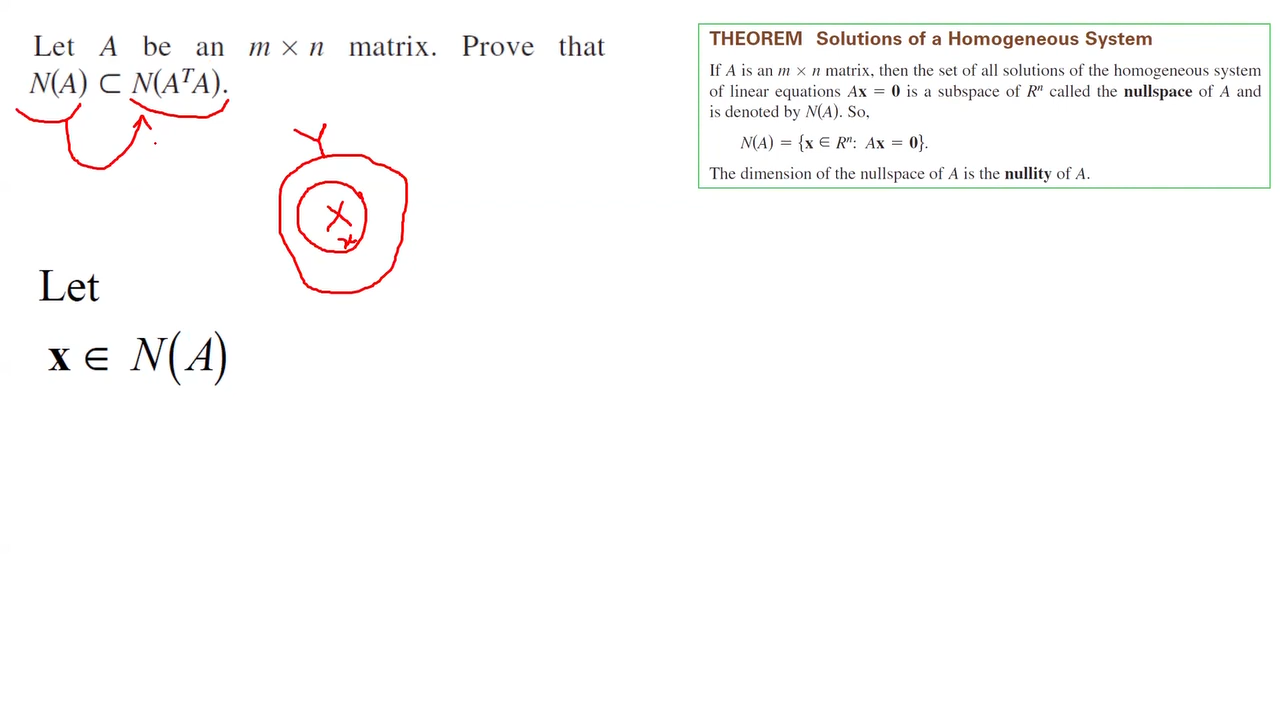 Let A be an m × n matrix. Prove that
N(A) ⊂ N(AᵀA).
Y
X
x
Let
x ∈ N(A)
THEOREM Solutions of a Homogeneous System
If A is an m × n matrix, then the set of all solutions of the homogeneous system
of linear equations Ax = 0 is a subspace of Rⁿ called the nullspace of A and
is denoted by N(A). So,
N(A) = {x ∈ Rⁿ: Ax = 0}.
The dimension of the nullspace of A is the nullity of A.